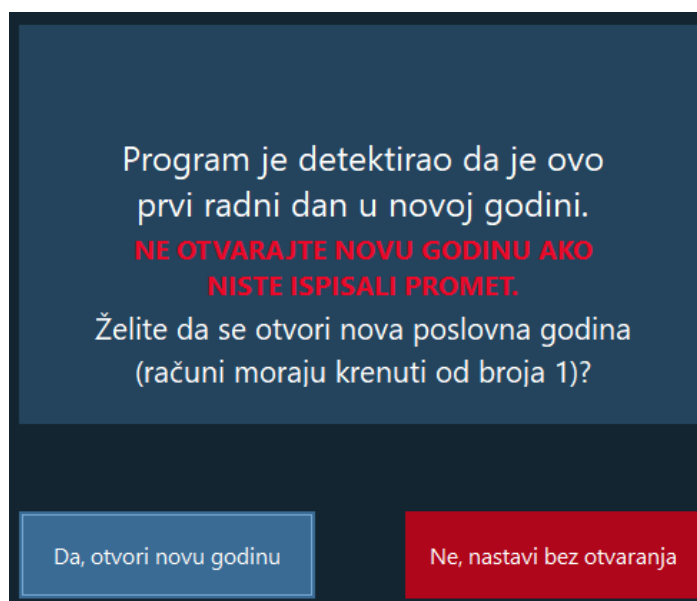 Program je detektirao da je ovo
prvi radni dan u novoj godini.
NE OTVARAJTE NOVU GODINU AKO
NISTE ISPISALI PROMET.
Želite da se otvori nova poslovna godina
(računi moraju krenuti od broja 1)?
Da, otvori novu godinu
Ne, nastavi bez otvaranja